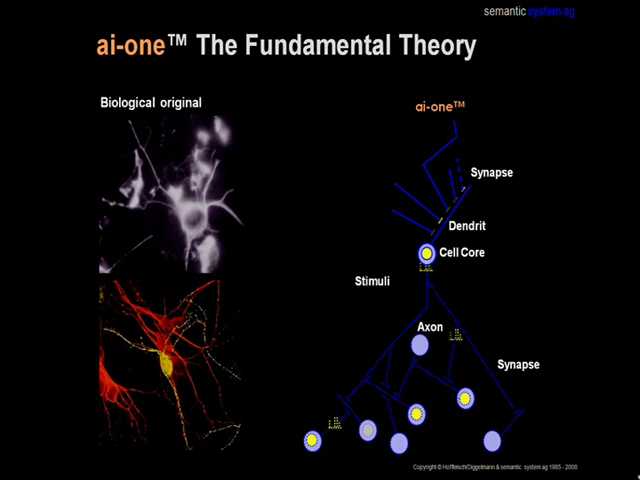 semantic system ag
ai-one™ The Fundamental Theory
Biological original
ai-one™
Synapse
Dendrit
Cell Core
Stimuli
Axon
Synapse
Copyright © Hoffleisch/Diggelmann & semantic system ag 1985 - 2008